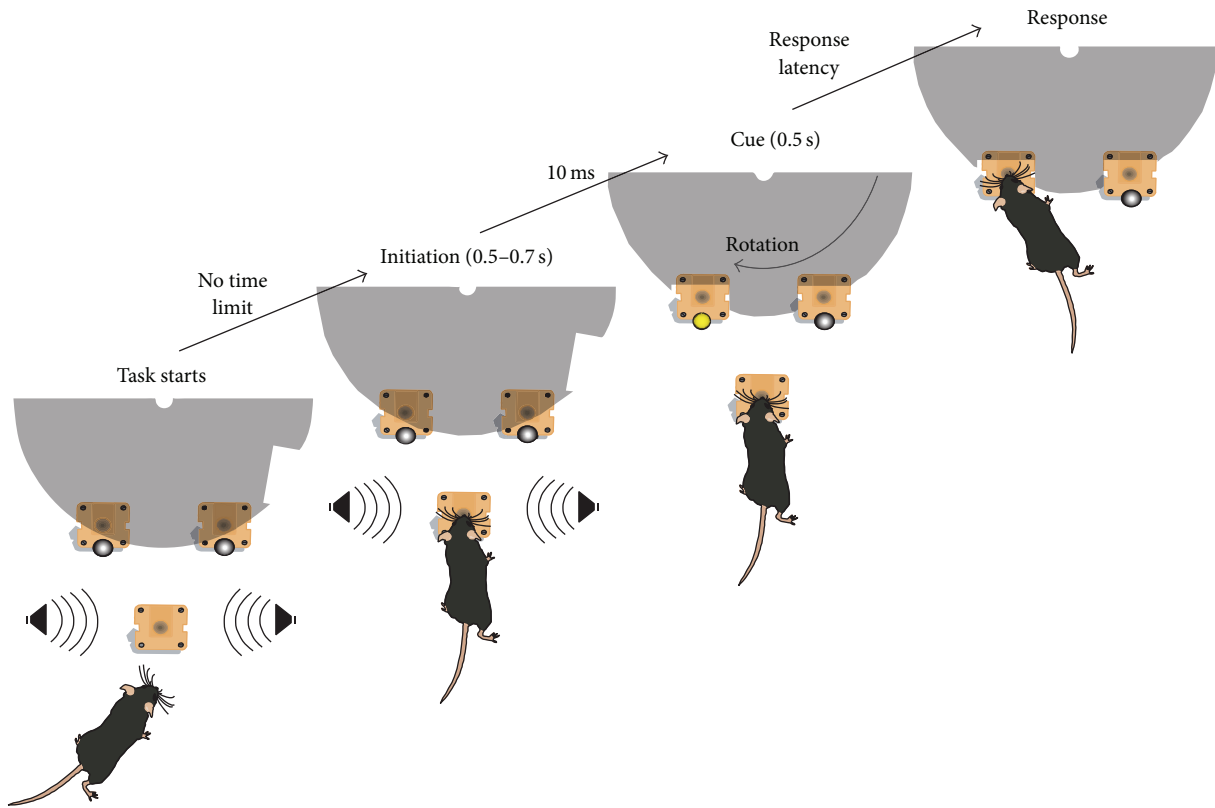 Task starts
No time
limit
Initiation (0.5–0.7 s)
10 ms
Cue (0.5 s)
Rotation
Response
latency
Response